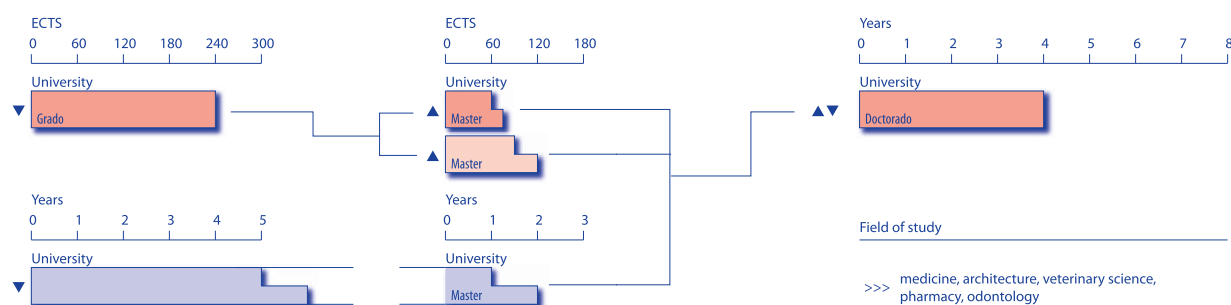 ECTS
0 60 120 180 240 300
University
Grado
ECTS
0 60 120 180
University
Master
Master
Years
0 1 2 3 4 5 6 7 8
University
Doctorado
Years
0 1 2 3 4 5
University
Years
0 1 2 3
University
Master
Field of study
>>> medicine, architecture, veterinary science,
pharmacy, odontology